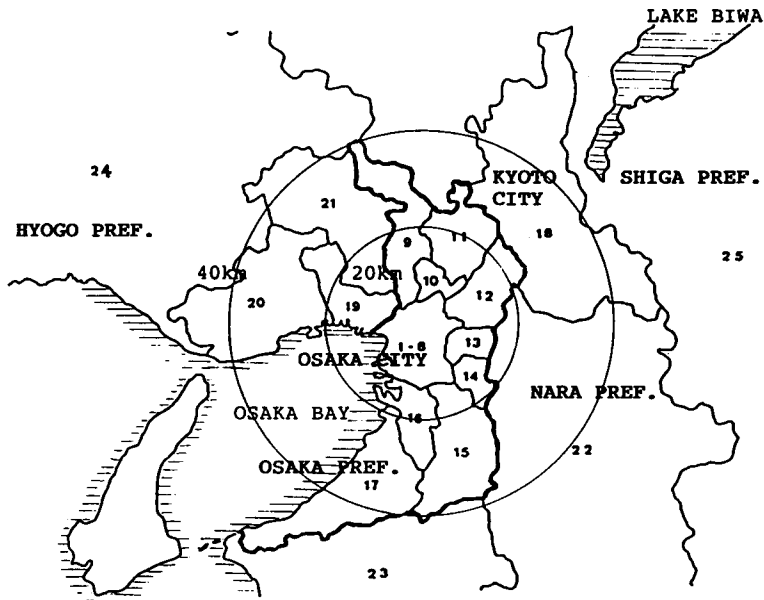 LAKE BIWA
24
KYOTO
CITY
SHIGA PREF.
21
18
HYOGO PREF.
9
11
25
40km
20km
10
12
20
19
1-8
13
OSAKA CITY
14
NARA PREF.
OSAKA BAY
16
15
22
OSAKA PREF.
17
23